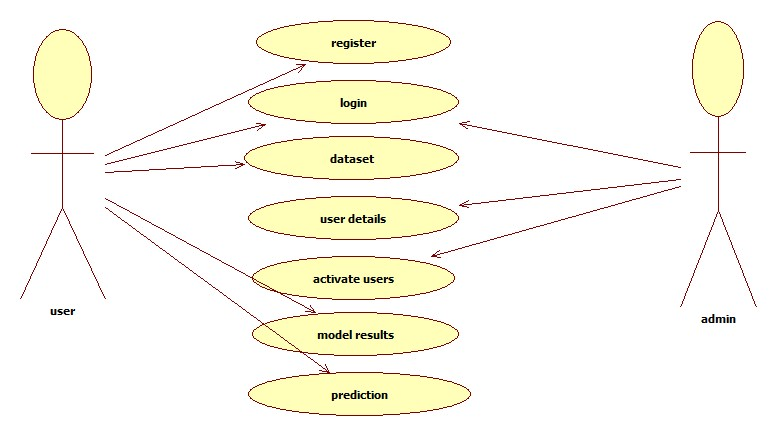 register
login
dataset
user details
activate users
model results
prediction
user
admin